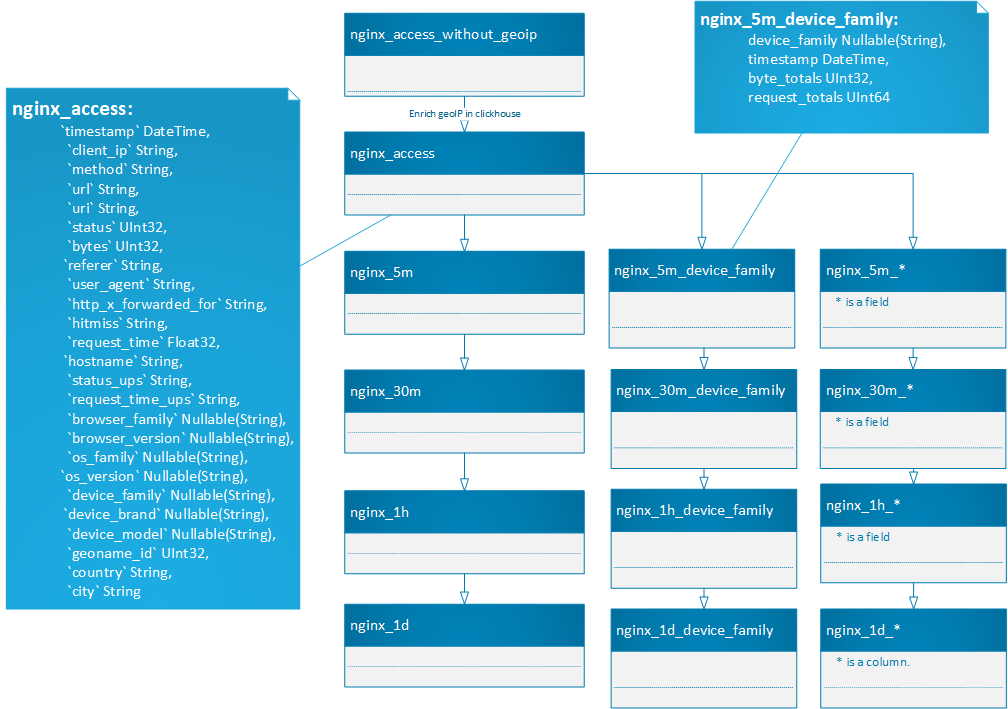 nginx_access_without_geoip
Enrich geoIP in clickhouse
nginx_access
nginx_5m_device_family:
device_family Nullable(String),
timestamp DateTime,
byte_totals UInt32,
request_totals UInt64
nginx_access:
`timestamp` DateTime,
`client_ip` String,
`method` String,
`url` String,
`uri` String,
`status` UInt32,
`bytes` UInt32,
`referer` String,
`user_agent` String,
`http_x_forwarded_for` String,
`hitmiss` String,
`request_time` Float32,
`hostname` String,
`status_ups` String,
`request_time_ups` String,
`browser_family` Nullable(String),
`browser_version` Nullable(String),
`os_family` Nullable(String),
`os_version` Nullable(String),
`device_family` Nullable(String),
`device_brand` Nullable(String),
`device_model` Nullable(String),
`geoname_id` UInt32,
`country` String,
`city` String
nginx_5m
nginx_30m
nginx_1h
nginx_1d
nginx_5m_device_family
nginx_30m_device_family
nginx_1h_device_family
nginx_1d_device_family
nginx_5m_*
* is a field
nginx_30m_*
* is a field
nginx_1h_*
* is a field
nginx_1d_*
* is a column.